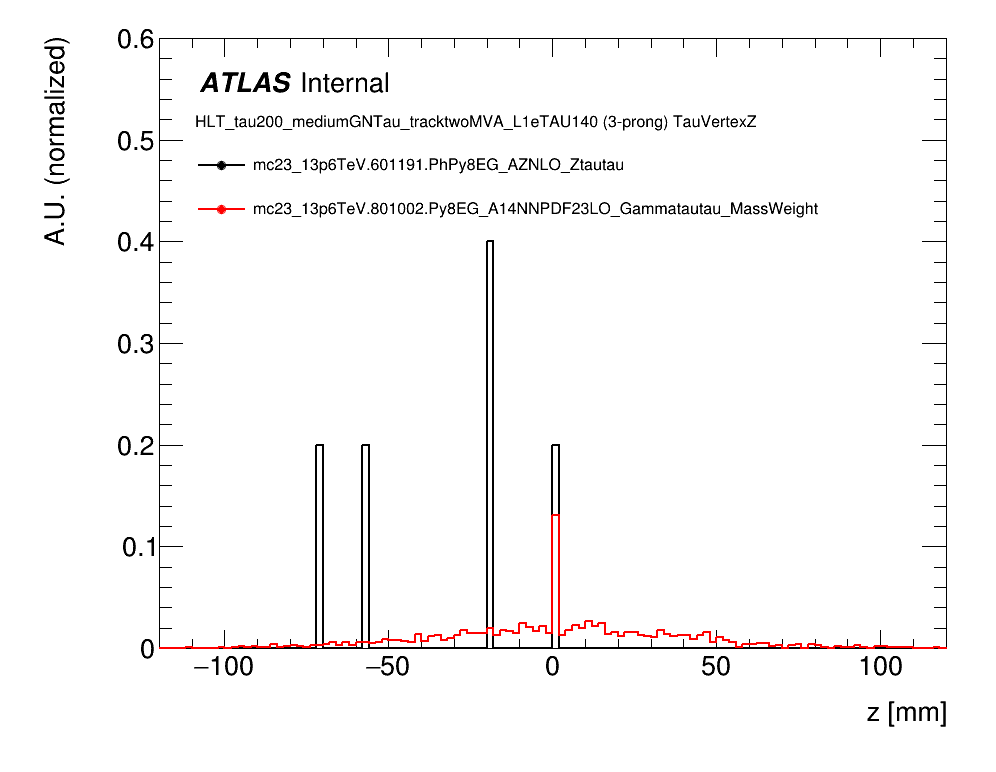 A.U. (normalized)
0.6
0.5
0.4
0.3
0.2
0.1
0
ATLAS Internal
HLT_tau200_mediumGNTau_tracktwoMVA_L1eTAU140 (3-prong) TauVertexZ
mc23_13p6TeV.601191.PhPy8EG_AZNLO_Ztautau
mc23_13p6TeV.801002.Py8EG_A14NNPDF23LO_Gammatautau_MassWeight
−100 −50 0 50 100
z [mm]